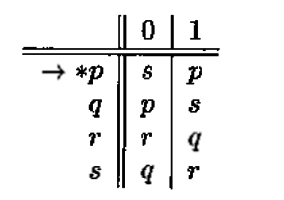 0 1
→ *p s p
q p s
r r q
s q r